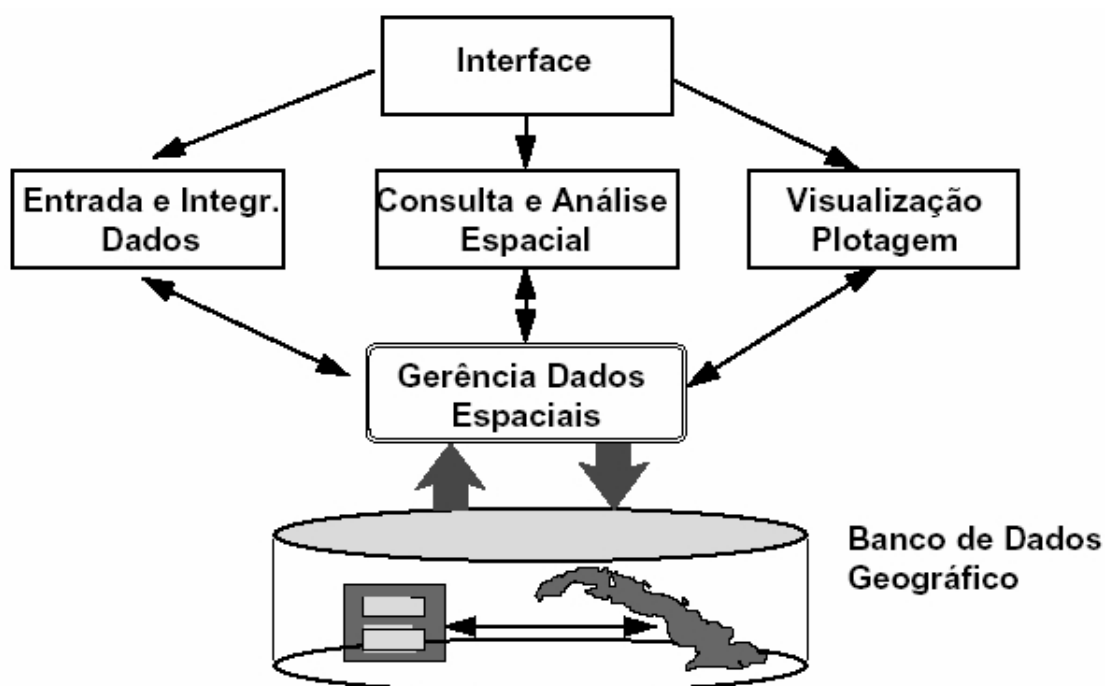 Interface
Entrada e Integr.
Dados
Consulta e Análise
Espacial
Visualização
Plotagem
Gerência Dados
Espaciais
Banco de Dados
Geográfico